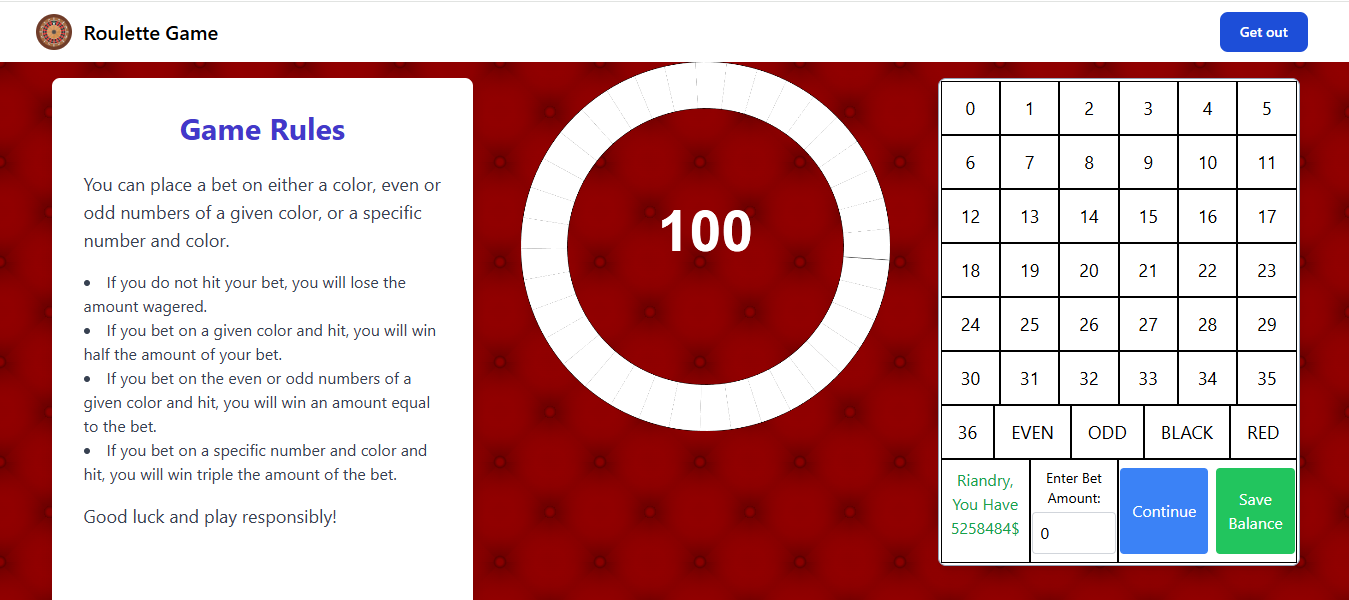 Roulette Game
Get out
Game Rules
You can place a bet on either a color, even or
odd numbers of a given color, or a specific
number and color.
• If you do not hit your bet, you will lose the
amount wagered.
• If you bet on a given color and hit, you will win
half the amount of your bet.
• If you bet on the even or odd numbers of a
given color and hit, you will win an amount equal
to the bet.
• If you bet on a specific number and color and
hit, you will win triple the amount of the bet.
Good luck and play responsibly!
100
0 1 2 3 4 5
6 7 8 9 10 11
12 13 14 15 16 17
18 19 20 21 22 23
24 25 26 27 28 29
30 31 32 33 34 35
36 EVEN ODD BLACK RED
Riandry,
You Have
5258484$
Enter Bet
Amount:
0
Continue
Save
Balance